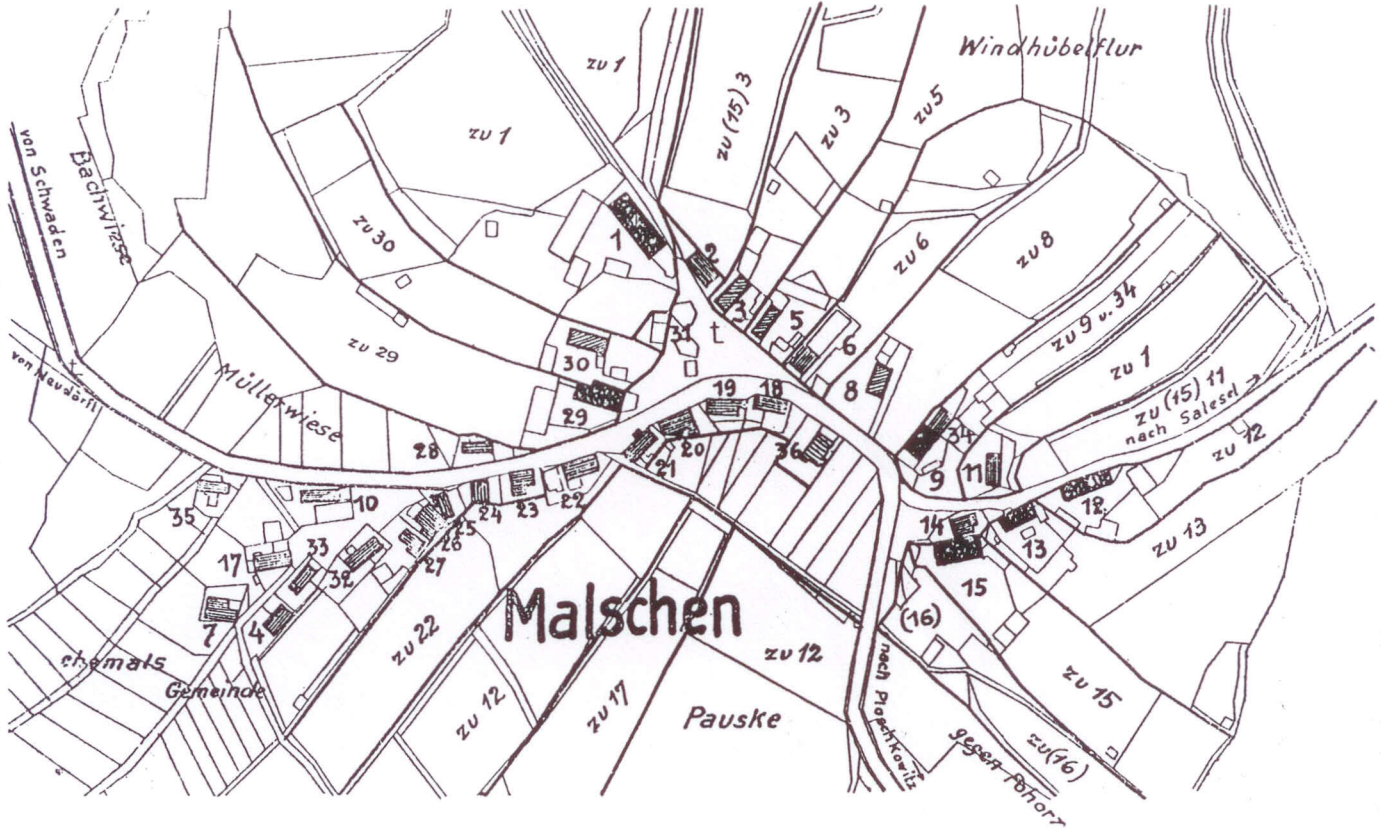 Windhübelflur
zu 1
zu (15) 3
zu 3
zu 5
zu 1
von Schwaden
Bachwiese
zu 30
zu 6
zu 8
1
2
3
5
6
8
zu 9 u. 34
zu 1
zu (15) 11
nach Salesel
zu 12
zu 29
30
31
29
19
18
20
21
36
34
9
11
von Neudörfl
Müllerwiese
28
35
10
25
24
23
22
26
27
14
13
12
zu 13
15
(16)
17
33
32
7
4
Malschen
zu 22
zu 12
zu 12
zu 17
Pauske
zu 15
ehemals
Gemeinde
nach Ploschkowitz
gegen Pohorz
zu (16)